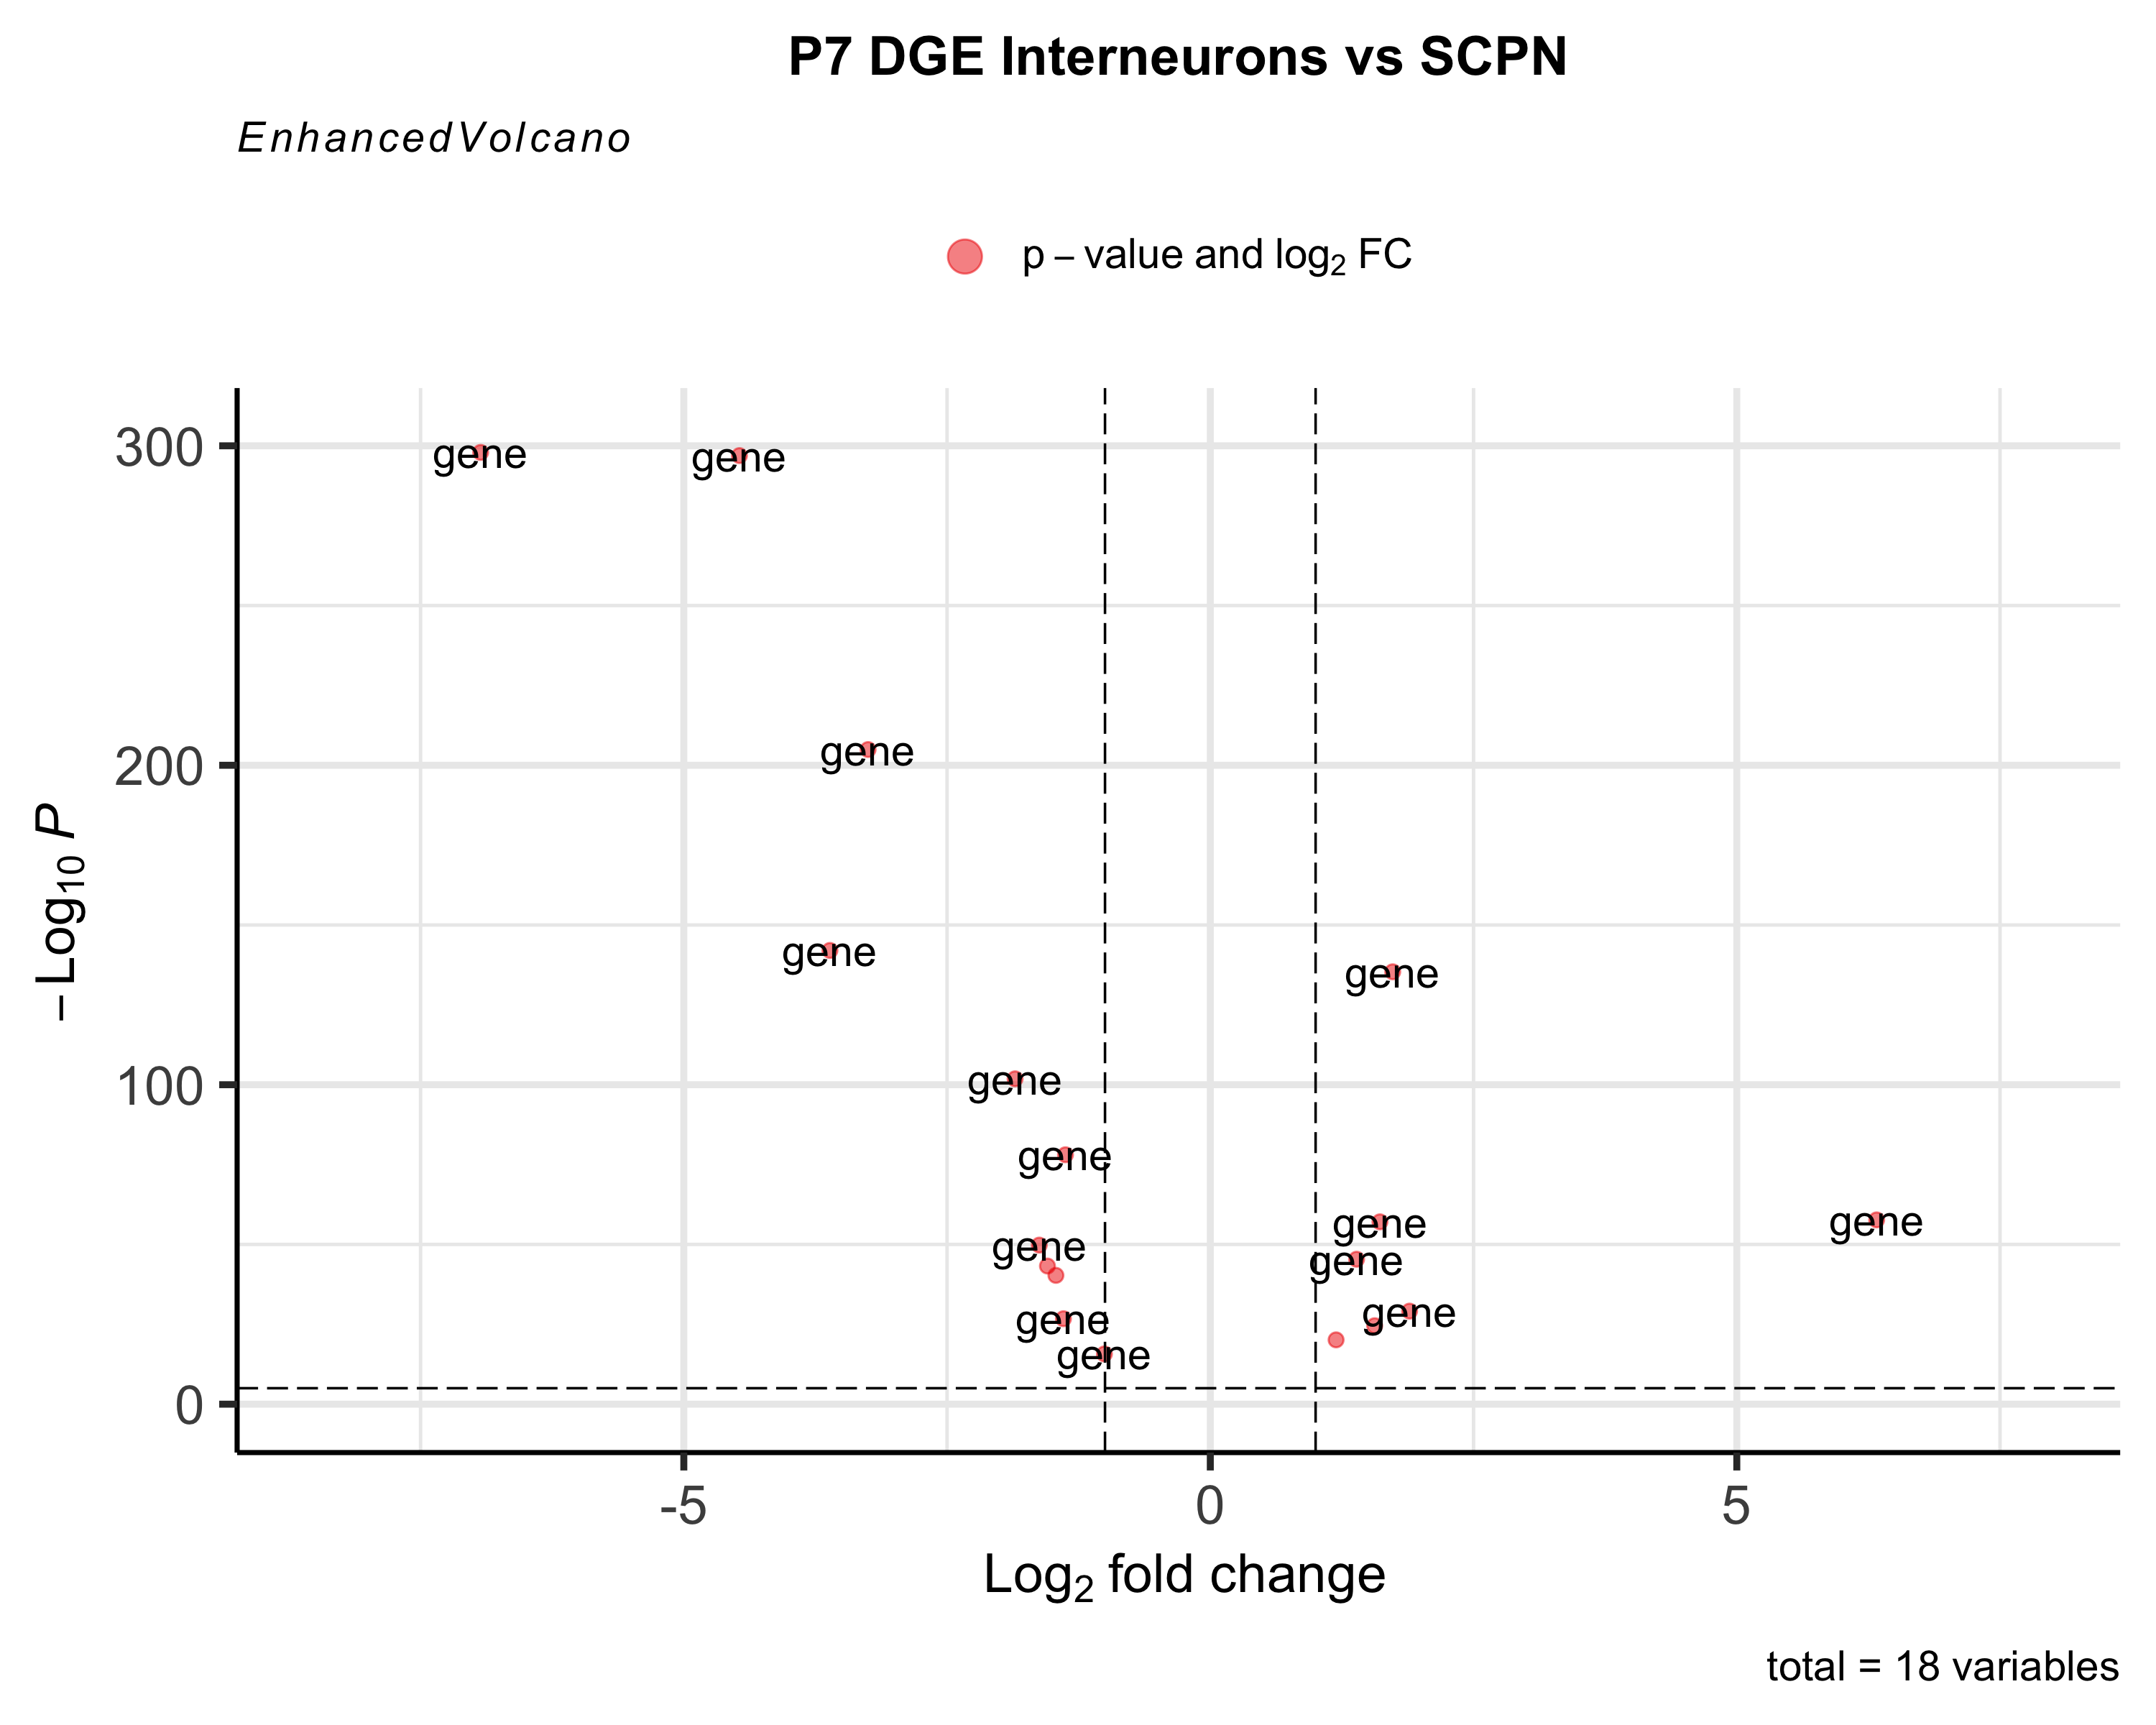 P7 DGE Interneurons vs SCPN
EnhancedVolcano
p – value and log₂ FC
300
gene
gene
gene
200
gene
gene
gene
100
gene
gene
gene
gene
gene
gene
gene
gene
0
-5
0
5
– Log₁₀ P
Log₂ fold change
total = 18 variables